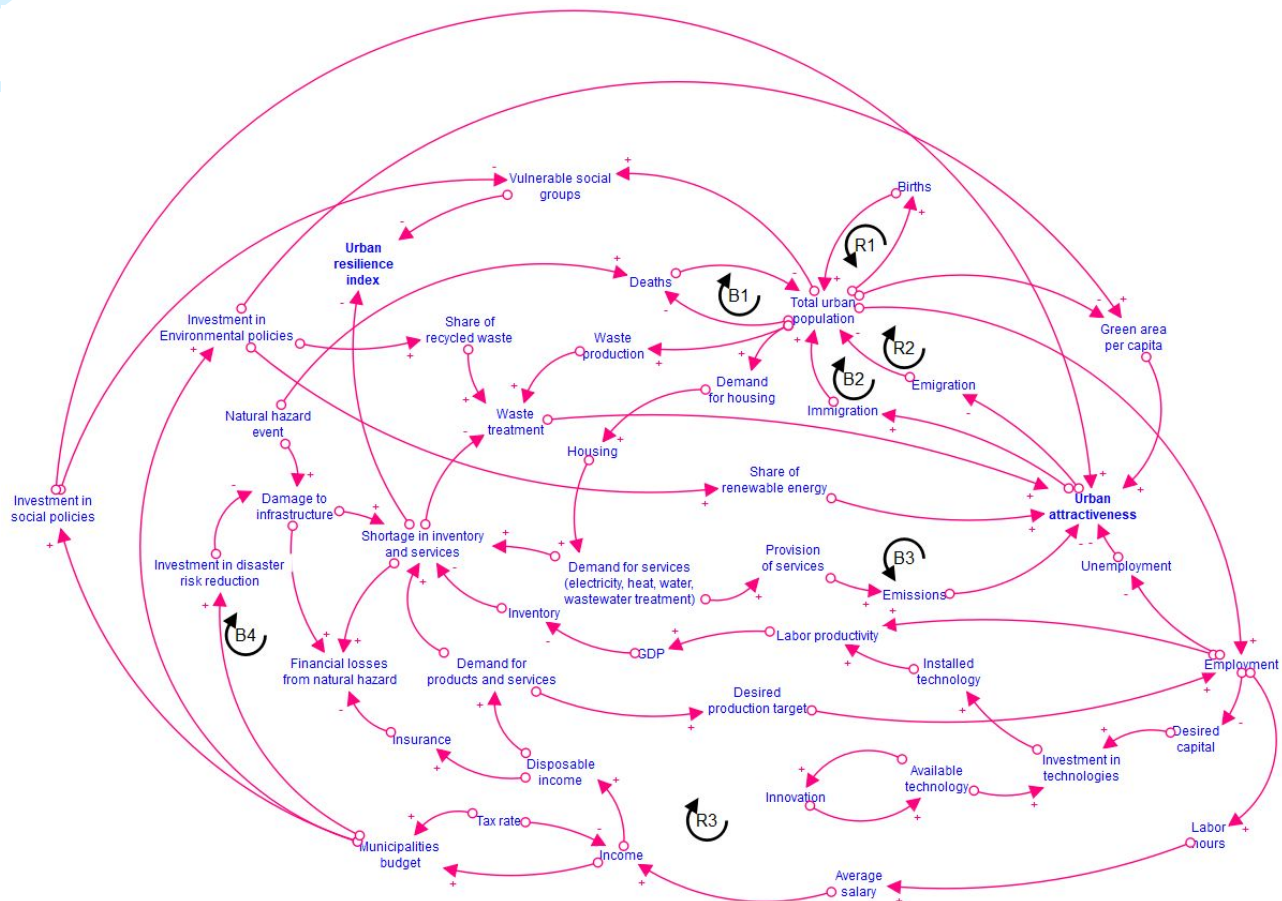 Vulnerable social
groups
Births
Urban
resilience
index
Deaths
R1
B1
Total urban
population
Investment in
Environmental policies
Share of
recycled waste
Waste
production
Green area
per capita
R2
B2
Demand
for housing
Emigration
Immigration
Natural hazard
event
Waste
treatment
Housing
Share of
renewable energy
Investment in
social policies
Damage to
infrastructure
Urban
attractiveness
Shortage in inventory
and services
Investment in disaster
risk reduction
Demand for services
(electricity, heat, water,
wastewater treatment)
Provision
of services
B3
Unemployment
Emissions
Inventory
B4
Labor productivity
GDP
Financial losses
from natural hazard
Demand for
products and services
Installed
technology
Employment
Desired
production target
Insurance
Disposable
income
Desired
capital
Investment in
technologies
Available
technology
Innovation
R3
Tax rate
Municipalities
budget
Income
Labor
hours
Average
salary